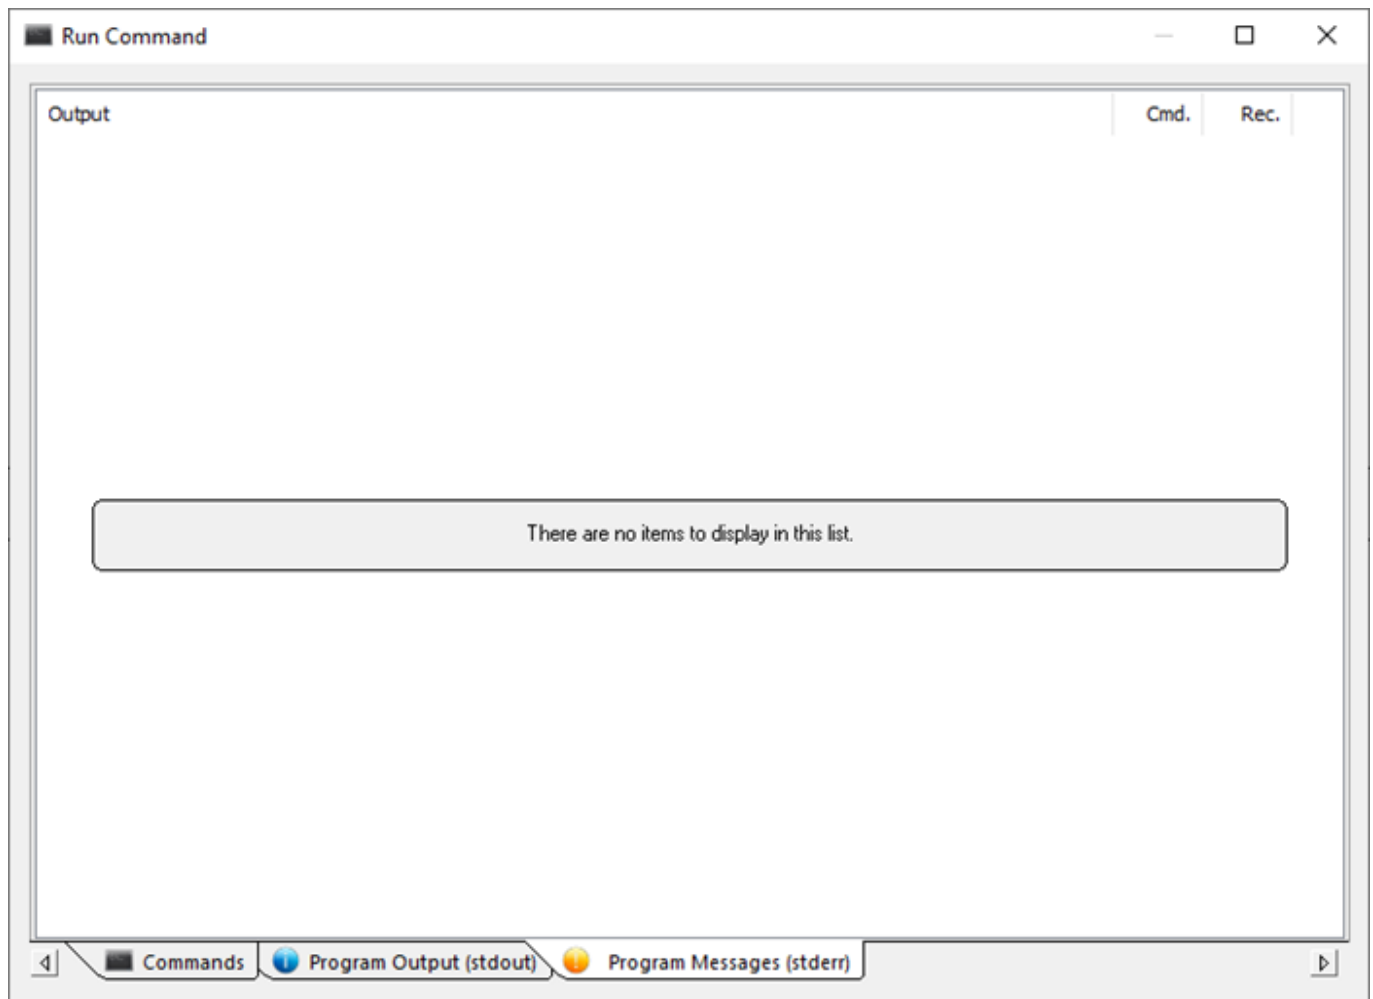 Run Command
Output Cmd. Rec.
There are no items to display in this list.
Commands Program Output (stdout) Program Messages (stderr)